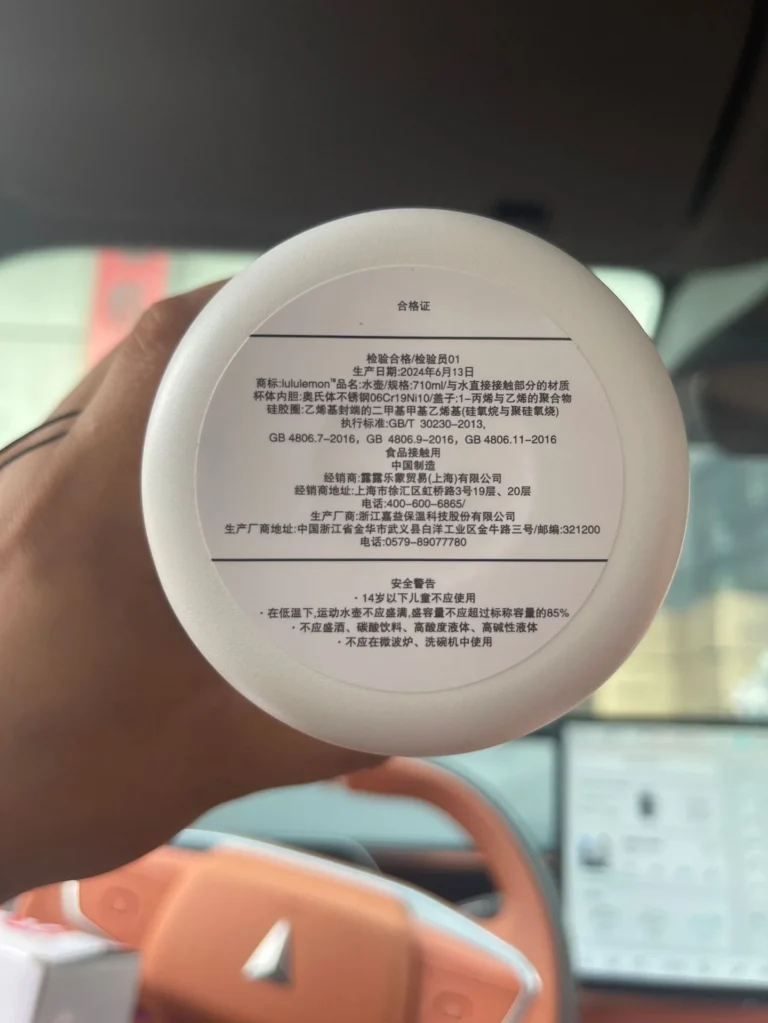 合格证
检验合格/检验员01
生产日期:2024年6月13日
商标:lululemon™品名:水壶/规格:710ml/与水直接接触部分的材质
杯体内胆:奥氏体不锈钢06Cr19Ni10/盖子:1-丙烯与乙烯的聚合物
硅胶圈:乙烯基封端的二甲基甲基乙烯基(硅氧烷与聚硅氧烧)
执行标准:GB/T 30230-2013,
GB 4806.7-2016，GB 4806.9-2016，GB 4806.11-2016
食品接触用
中国制造
经销商:露露乐蒙贸易(上海)有限公司
经销商地址:上海市徐汇区虹桥路3号19层、20层
电话:400-600-6865/
生产厂商:浙江嘉益保温科技股份有限公司
生产厂商地址:中国浙江省金华市武义县白洋工业区金牛路三号/邮编:321200
电话:0579-89077780
安全警告
·14岁以下儿童不应使用
·在低温下,运动水壶不应盛满,盛容量不应超过标称容量的85%
·不应盛酒、碳酸饮料、高酸度液体、高碱性液体
·不应在微波炉、洗碗机中使用